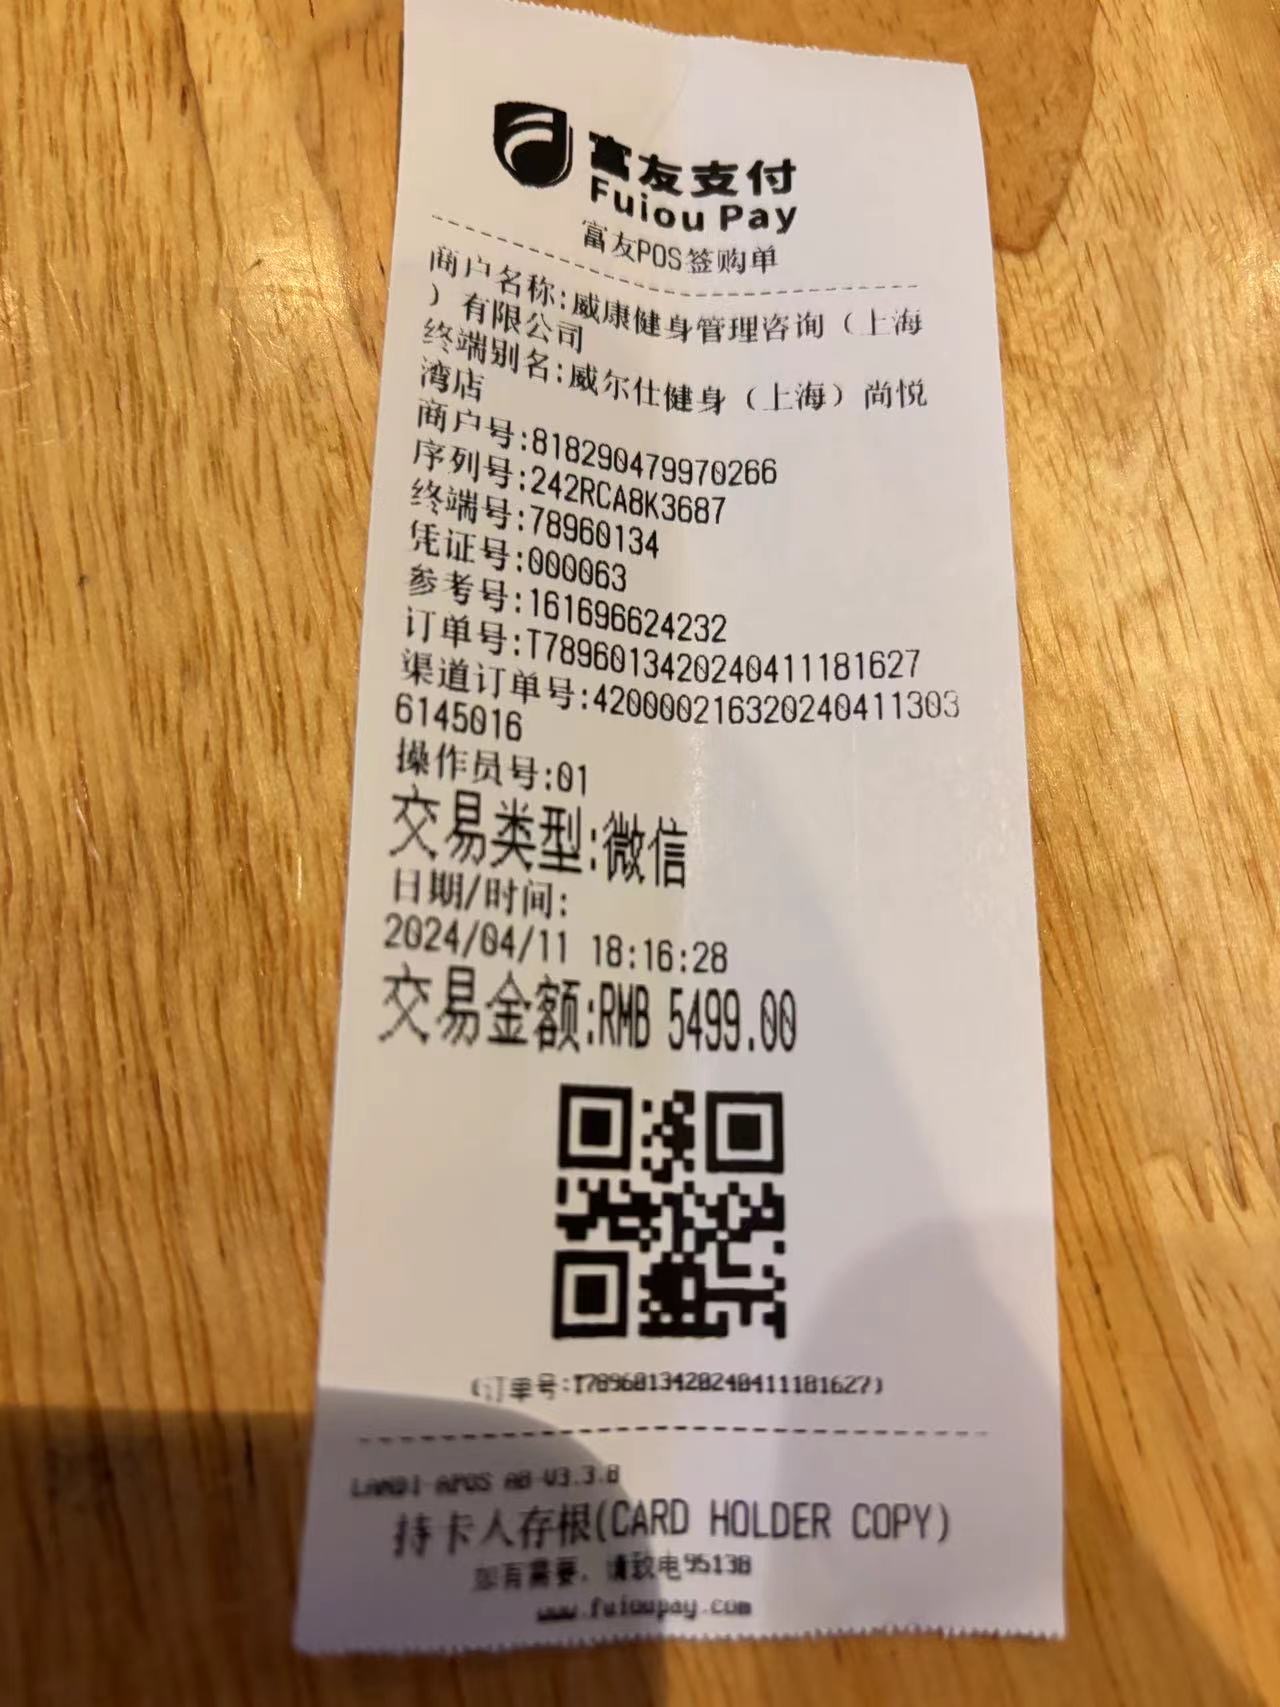 富友支付
Fuiou Pay
富友POS签购单
商户名称:威康健身管理咨询（上海
）有限公司
终端别名:威尔仕健身（上海）尚悦
湾店
商户号:818290479970266
序列号:242RCA8K3687
终端号:78960134
凭证号:000063
参考号:161696624232
订单号:T7896013420240411181627
渠道订单号:420000216320240411303
6145016
操作员号:01
交易类型:微信
日期/时间:
2024/04/11 18:16:28
交易金额:RMB 5499.00
(订单号:T7896013420240411181627)
LANDI-APOS A8-V3.3.8
持卡人存根(CARD HOLDER COPY)
如有需要，请致电95138
www.fuioupay.com